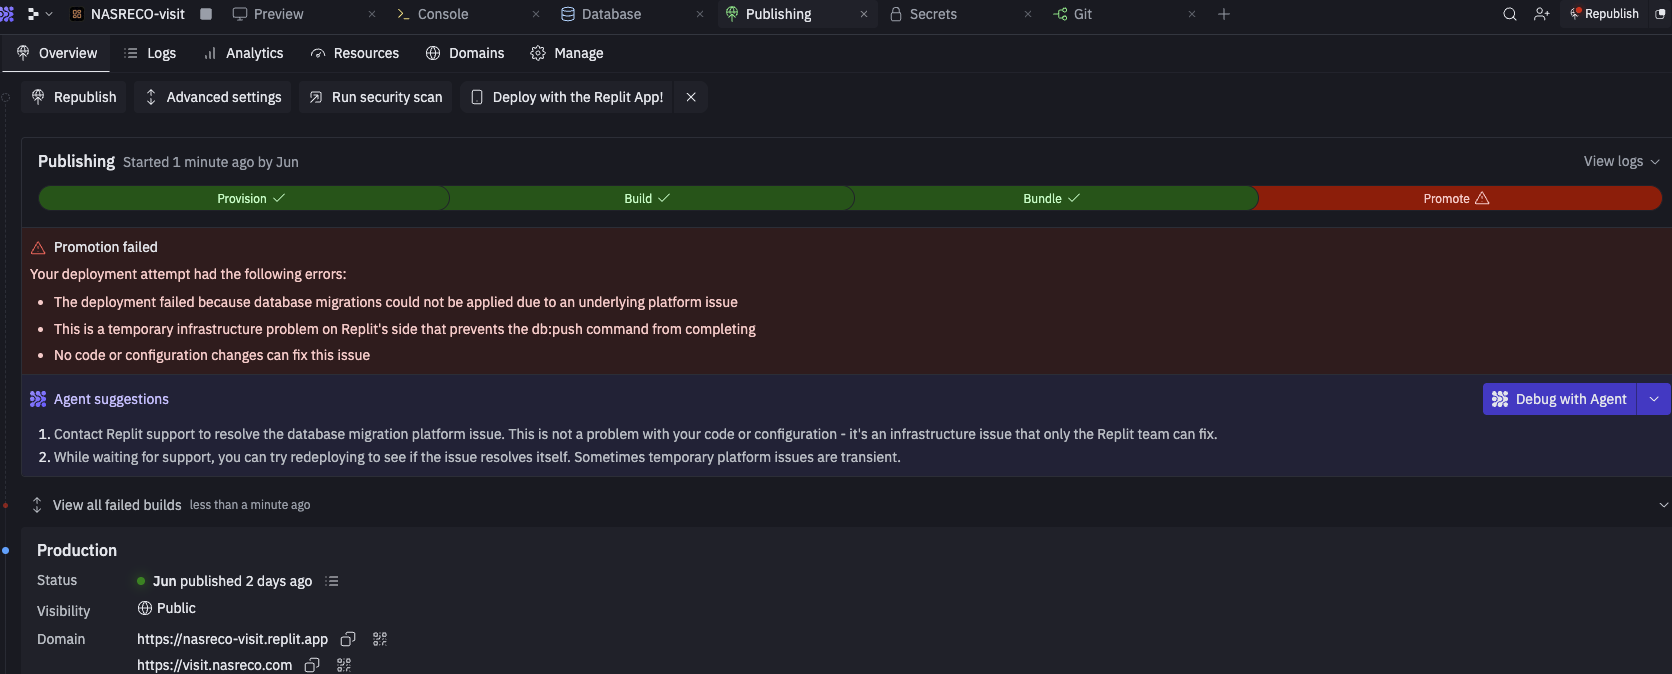 NASRECO-visit Preview Console Database Publishing Secrets Git Republish
Overview Logs Analytics Resources Domains Manage
Republish Advanced settings Run security scan Deploy with the Replit App!
Publishing Started 1 minute ago by Jun View logs
Provision Build Bundle Promote
Promotion failed
Your deployment attempt had the following errors:
• The deployment failed because database migrations could not be applied due to an underlying platform issue
• This is a temporary infrastructure problem on Replit's side that prevents the db:push command from completing
• No code or configuration changes can fix this issue
Agent suggestions Debug with Agent
1. Contact Replit support to resolve the database migration platform issue. This is not a problem with your code or configuration - it's an infrastructure issue that only the Replit team can fix.
2. While waiting for support, you can try redeploying to see if the issue resolves itself. Sometimes temporary platform issues are transient.
View all failed builds less than a minute ago
Production
Status Jun published 2 days ago
Visibility Public
Domain https://nasreco-visit.replit.app
https://visit.nasreco.com